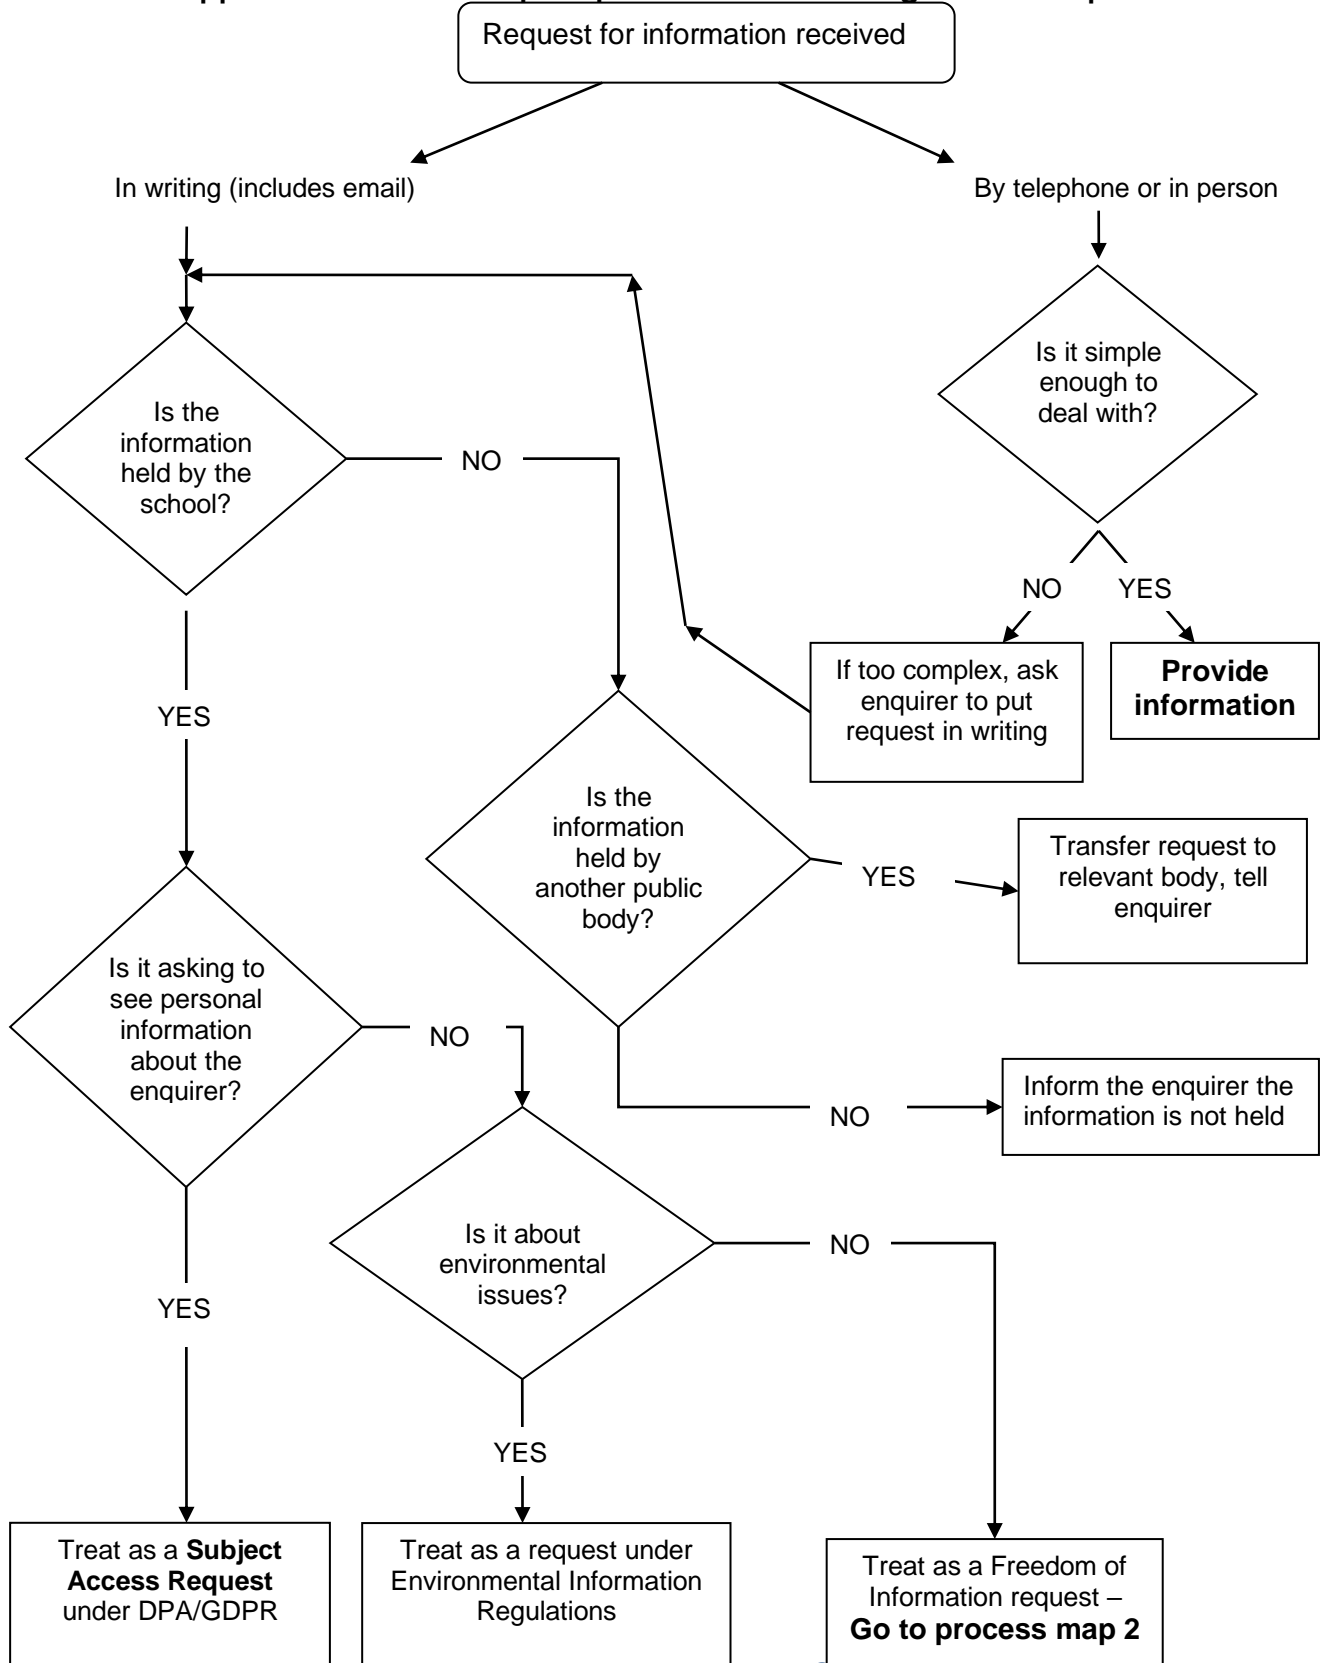 Request for information received
In writing (includes email)
By telephone or in person
Is it simple
enough to
deal with?
Is the
information
held by the
school?
NO
NO
YES
If too complex, ask
enquirer to put
request in writing
Provide
information
YES
Is the
information
held by
another public
body?
YES
Transfer request to
relevant body, tell
enquirer
Is it asking to
see personal
information
about the
enquirer?
NO
Inform the enquirer the
information is not held
NO
Is it about
environmental
issues?
NO
YES
YES
Treat as a Subject
Access Request
under DPA/GDPR
Treat as a request under
Environmental Information
Regulations
Treat as a Freedom of
Information request –
Go to process map 2